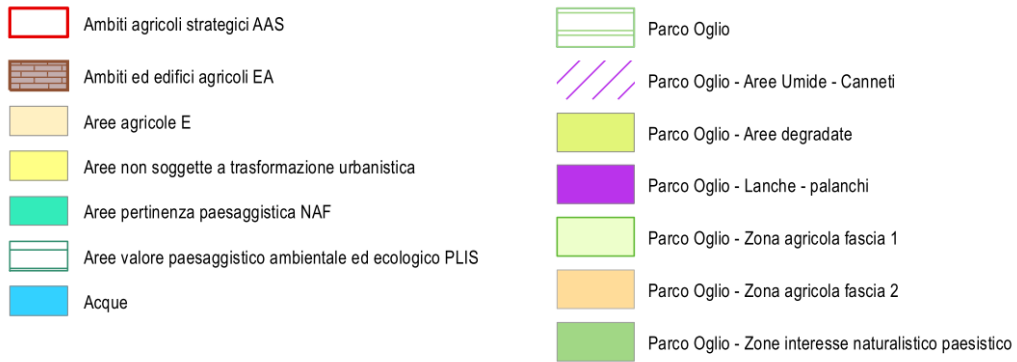 Ambiti agricoli strategici AAS
Ambiti ed edifici agricoli EA
Aree agricole E
Aree non soggette a trasformazione urbanistica
Aree pertinenza paesaggistica NAF
Aree valore paesaggistico ambientale ed ecologico PLIS
Acque
Parco Oglio
Parco Oglio - Aree Umide - Canneti
Parco Oglio - Aree degradate
Parco Oglio - Lanche - palanchi
Parco Oglio - Zona agricola fascia 1
Parco Oglio - Zona agricola fascia 2
Parco Oglio - Zone interesse naturalistico paesistico